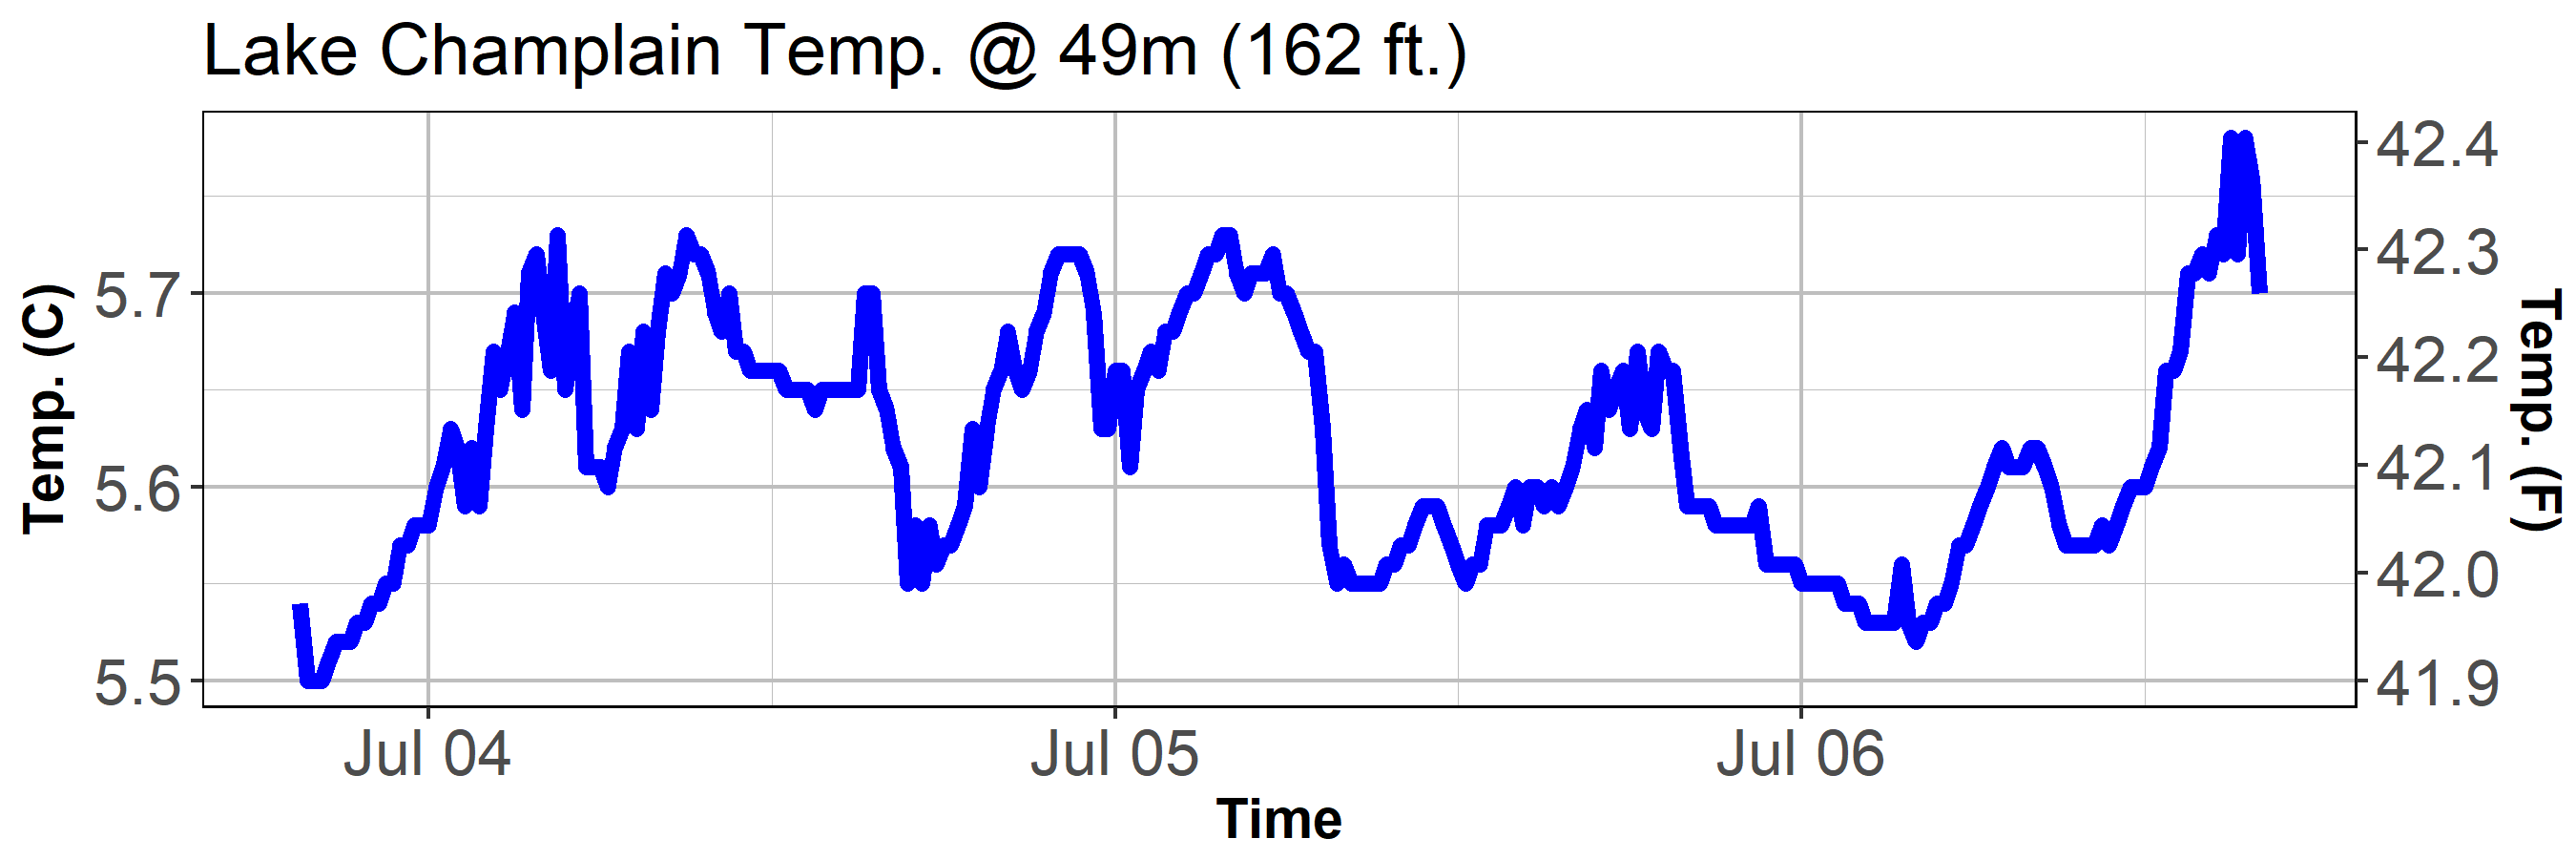 Lake Champlain Temp. @ 49m (162 ft.)
Temp. (C)
5.7
5.6
5.5
42.4
42.3
42.2
42.1
42.0
41.9
Temp. (F)
Jul 04 Jul 05 Jul 06
Time